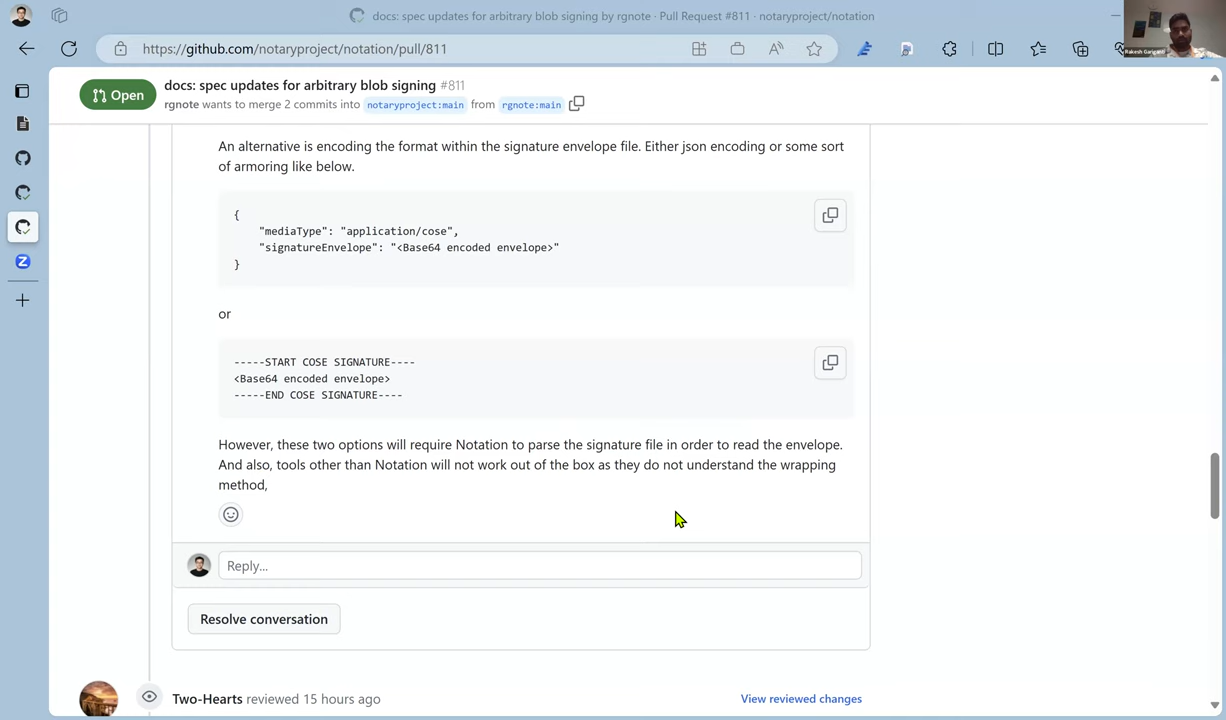 docs: spec updates for arbitrary blob signing by rgnote · Pull Request #811 · notaryproject/notation
https://github.com/notaryproject/notation/pull/811
Open
docs: spec updates for arbitrary blob signing #811
rgnote wants to merge 2 commits into notaryproject:main from rgnote:main
An alternative is encoding the format within the signature envelope file. Either json encoding or some sort
of armoring like below.
{
"mediaType": "application/cose",
"signatureEnvelope": "<Base64 encoded envelope>"
}
or
-----START COSE SIGNATURE----
<Base64 encoded envelope>
-----END COSE SIGNATURE----
However, these two options will require Notation to parse the signature file in order to read the envelope.
And also, tools other than Notation will not work out of the box as they do not understand the wrapping
method,
Reply...
Resolve conversation
Two-Hearts reviewed 15 hours ago
View reviewed changes